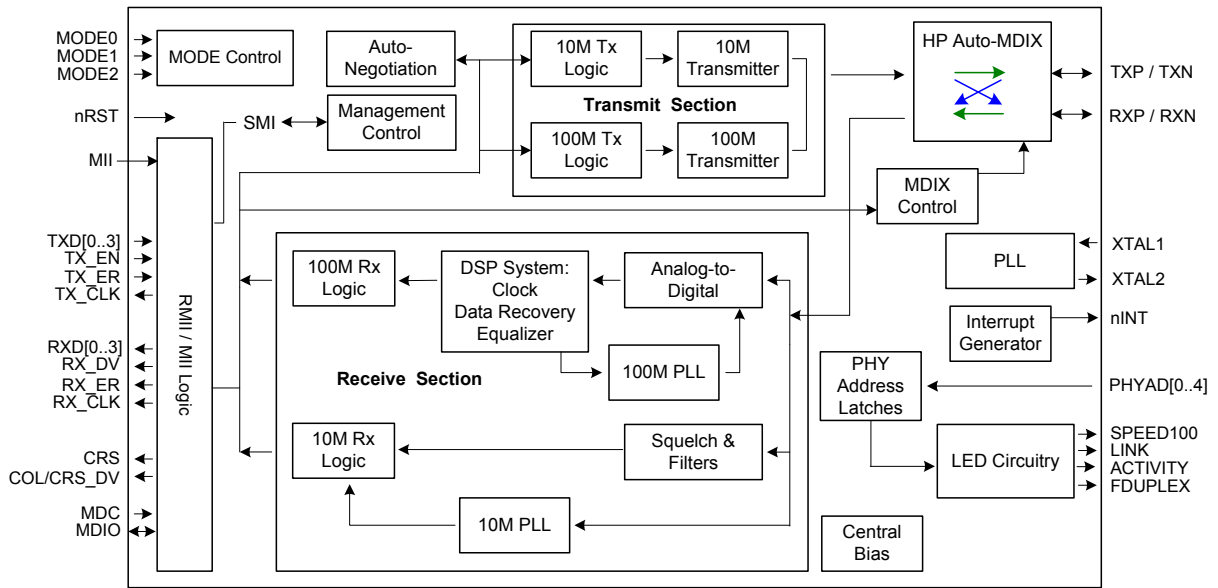 MODE0
MODE1
MODE2
nRST
MII
TXD[0..3]
TX_EN
TX_ER
TX_CLK
RXD[0..3]
RX_DV
RX_ER
RX_CLK
CRS
COL/CRS_DV
MDC
MDIO
MODE Control
RMII / MII Logic
SMI
Auto-
Negotiation
Management
Control
10M Tx
Logic
10M
Transmitter
Transmit Section
100M Tx
Logic
100M
Transmitter
HP Auto-MDIX
MDIX
Control
100M Rx
Logic
DSP System:
Clock
Data Recovery
Equalizer
Analog-to-
Digital
100M PLL
Receive Section
10M Rx
Logic
Squelch &
Filters
10M PLL
PLL
Interrupt
Generator
PHY
Address
Latches
LED Circuitry
Central
Bias
TXP / TXN
RXP / RXN
XTAL1
XTAL2
nINT
PHYAD[0..4]
SPEED100
LINK
ACTIVITY
FDUPLEX